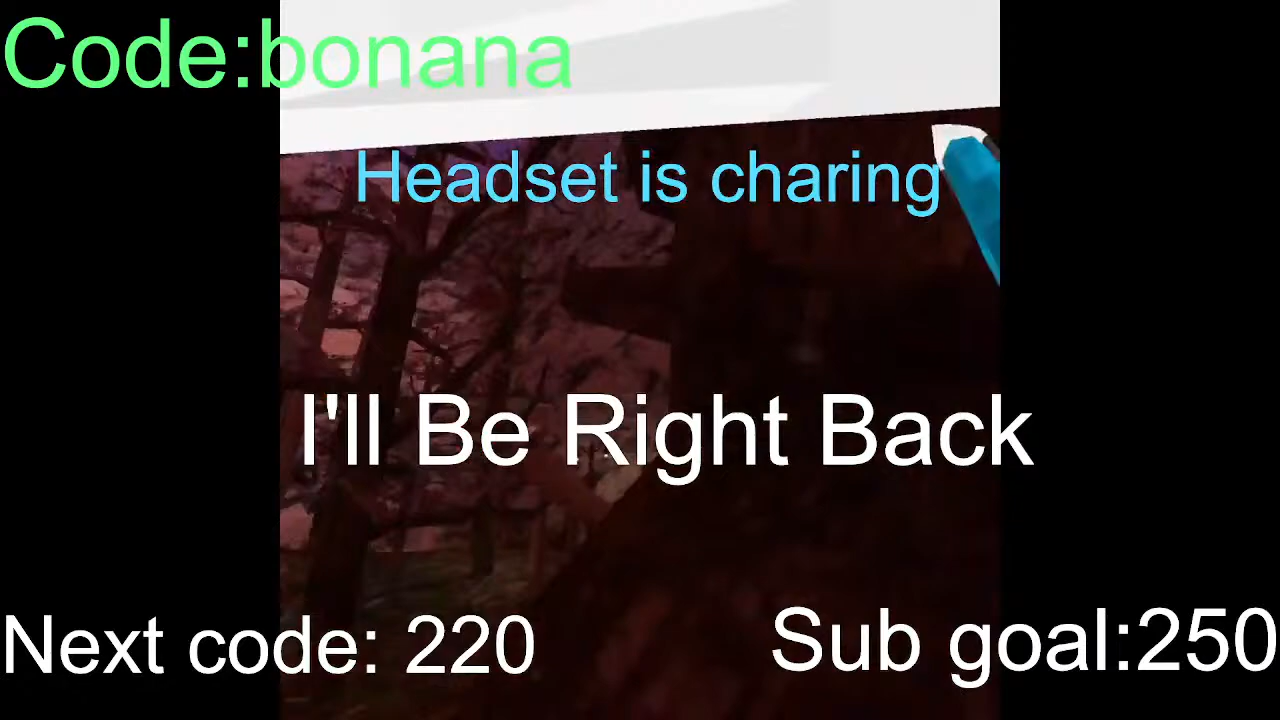 Code:bonana
Headset is charing
I'll Be Right Back
Next code: 220
Sub goal:250